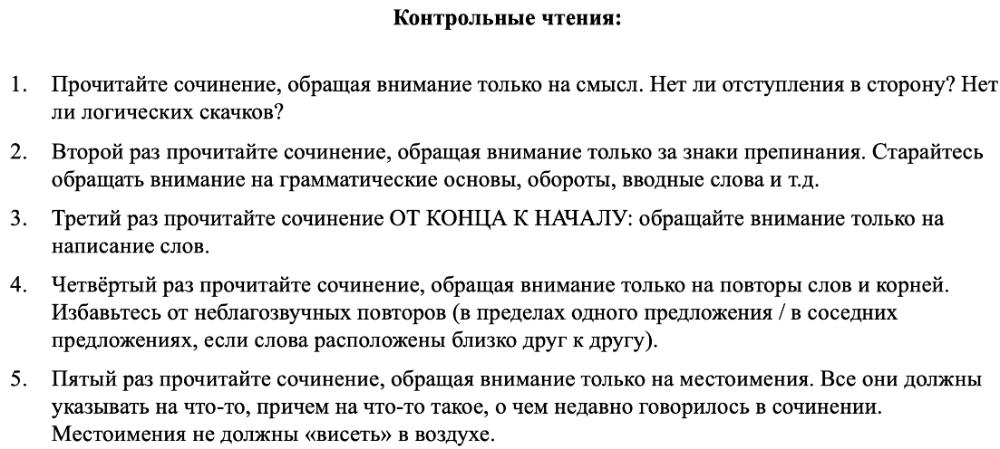 Контрольные чтения:
1. Прочитайте сочинение, обращая внимание только на смысл. Нет ли отступления в сторону? Нет
ли логических скачков?
2. Второй раз прочитайте сочинение, обращая внимание только за знаки препинания. Старайтесь
обращать внимание на грамматические основы, обороты, вводные слова и т.д.
3. Третий раз прочитайте сочинение ОТ КОНЦА К НАЧАЛУ: обращайте внимание только на
написание слов.
4. Четвёртый раз прочитайте сочинение, обращая внимание только на повторы слов и корней.
Избавьтесь от неблагозвучных повторов (в пределах одного предложения / в соседних
предложениях, если слова расположены близко друг к другу).
5. Пятый раз прочитайте сочинение, обращая внимание только на местоимения. Все они должны
указывать на что-то, причем на что-то такое, о чем недавно говорилось в сочинении.
Местоимения не должны «висеть» в воздухе.